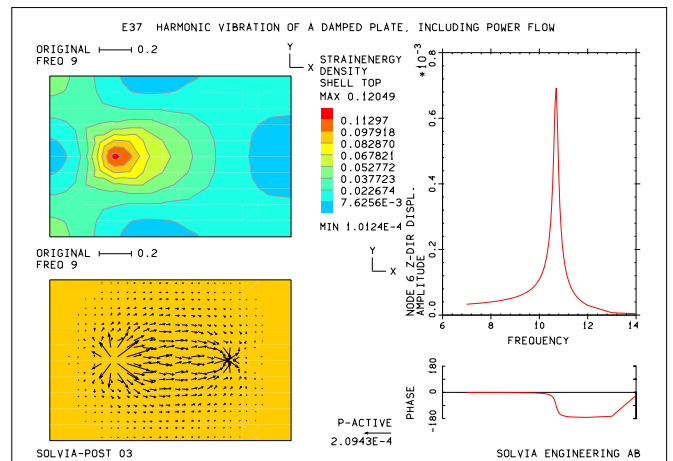 E37 HARMONIC VIBRATION OF A DAMPED PLATE, INCLUDING POWER FLOW
ORIGINAL 0.2
FREQ 9
Y
X
STRAINENERGY
DENSITY
SHELL TOP
MAX 0.12049
0.11297
0.097918
0.082870
0.067821
0.052772
0.037723
0.022674
7.6256E-3
MIN 1.0124E-4
ORIGINAL 0.2
FREQ 9
Y
X
P-ACTIVE
2.0943E-4
*10⁻³
0.8
0.6
0.4
0.2
0.0
NODE 6 Z-DIR DISPL.
AMPLITUDE
6 8 10 12 14
FREQUENCY
180
0
-180
PHASE
SOLVIA-POST 03
SOLVIA ENGINEERING AB